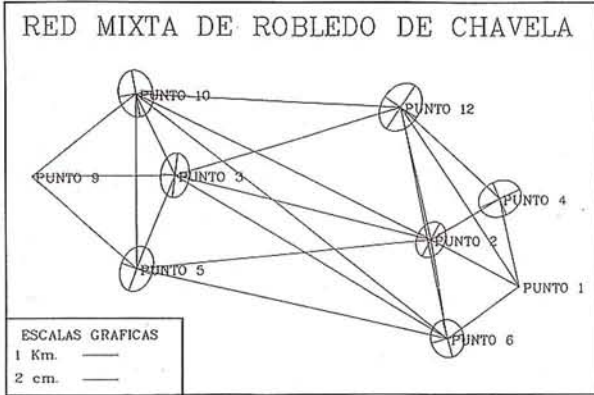 RED MIXTA DE ROBLEDO DE CHAVELA
PUNTO 10
PUNTO 12
PUNTO 9
PUNTO 3
PUNTO 4
PUNTO 2
PUNTO 5
PUNTO 1
PUNTO 6
ESCALAS GRAFICAS
1 Km.
2 cm.